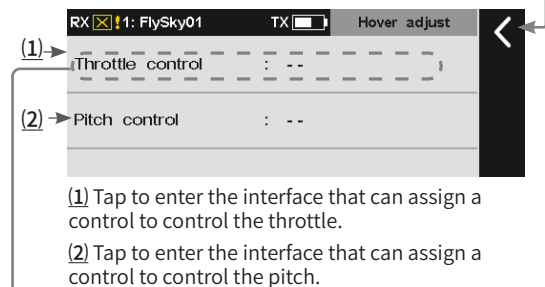 RX !1: FlySky01 TX Hover adjust
(1) Throttle control : --
(2) Pitch control : --
(1) Tap to enter the interface that can assign a
control to control the throttle.
(2) Tap to enter the interface that can assign a
control to control the pitch.